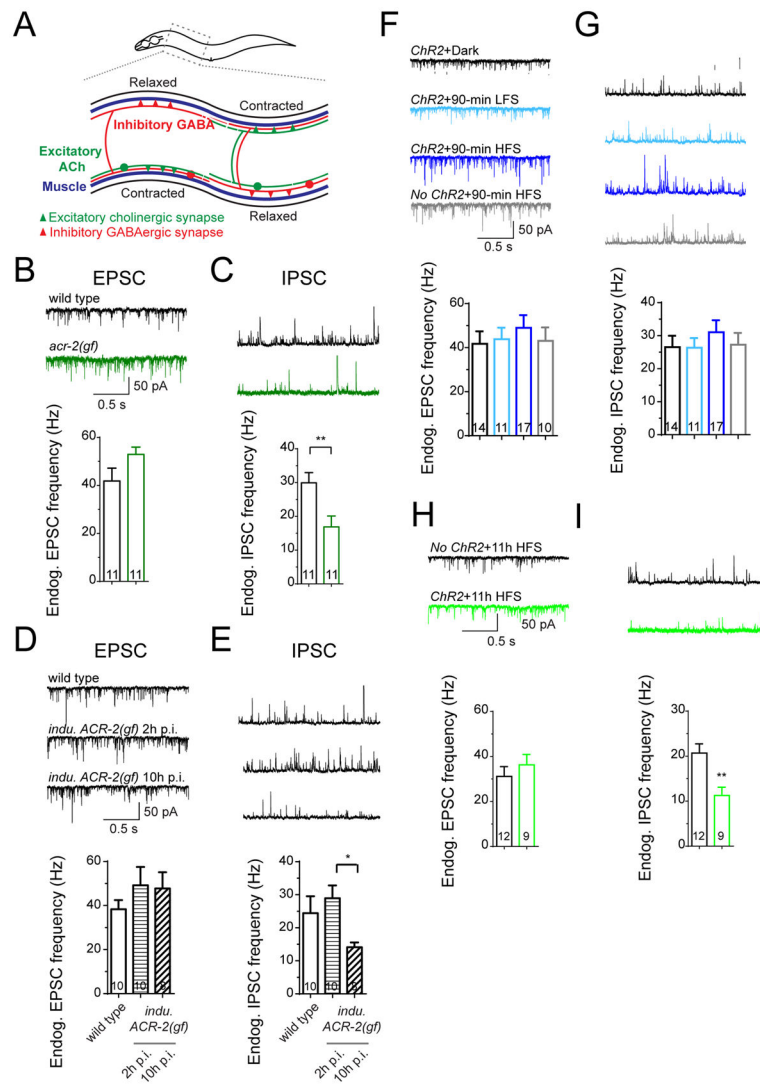 A
Relaxed
Contracted
Inhibitory GABA
Excitatory
ACh
Muscle
Contracted
Relaxed
Excitatory cholinergic synapse
Inhibitory GABAergic synapse
B
EPSC
wild type
acr-2(gf)
50 pA
0.5 s
Endog. EPSC frequency (Hz)
60
40
20
0
11
11
C
IPSC
**
Endog. IPSC frequency (Hz)
40
30
20
10
0
11
11
D
EPSC
wild type
indu. ACR-2(gf) 2h p.i.
indu. ACR-2(gf) 10h p.i.
50 pA
0.5 s
Endog. EPSC frequency (Hz)
60
40
20
0
10
10
wild type
indu.
ACR-2(gf)
2h p.i.
10h p.i.
E
IPSC
*
Endog. IPSC frequency (Hz)
40
30
20
10
0
10
10
wild type
indu.
ACR-2(gf)
2h p.i.
10h p.i.
F
ChR2+Dark
ChR2+90-min LFS
ChR2+90-min HFS
No ChR2+90-min HFS
50 pA
0.5 s
Endog. EPSC frequency (Hz)
60
40
20
0
14
11
17
10
G
Endog. IPSC frequency (Hz)
40
30
20
10
0
14
11
17
H
No ChR2+11h HFS
ChR2+11h HFS
50 pA
0.5 s
Endog. EPSC frequency (Hz)
60
40
20
0
12
9
I
**
Endog. IPSC frequency (Hz)
30
20
10
0
12
9